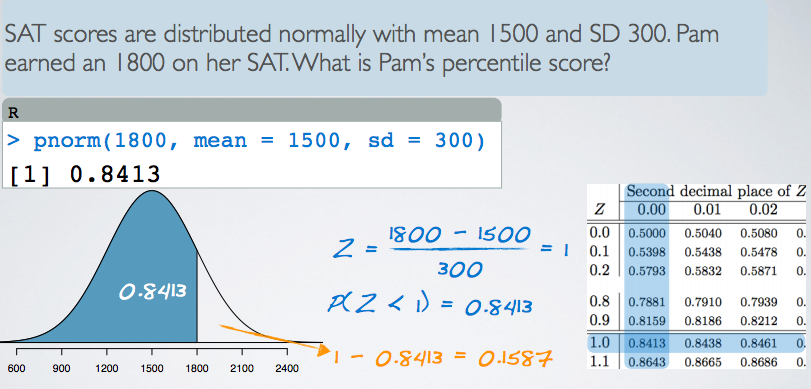 SAT scores are distributed normally with mean 1500 and SD 300. Pam
earned an 1800 on her SAT. What is Pam's percentile score?
R
> pnorm(1800, mean = 1500, sd = 300)
[1] 0.8413
0.8413
600 900 1200 1500 1800 2100 2400
Z = 1800 - 1500 / 300 = 1
P(Z < 1) = 0.8413
1 - 0.8413 = 0.1587
Second decimal place of Z
Z 0.00 0.01 0.02
0.0 0.5000 0.5040 0.5080 0.
0.1 0.5398 0.5438 0.5478 0.
0.2 0.5793 0.5832 0.5871 0.
0.8 0.7881 0.7910 0.7939 0.
0.9 0.8159 0.8186 0.8212 0.
1.0 0.8413 0.8438 0.8461 0.
1.1 0.8643 0.8665 0.8686 0.